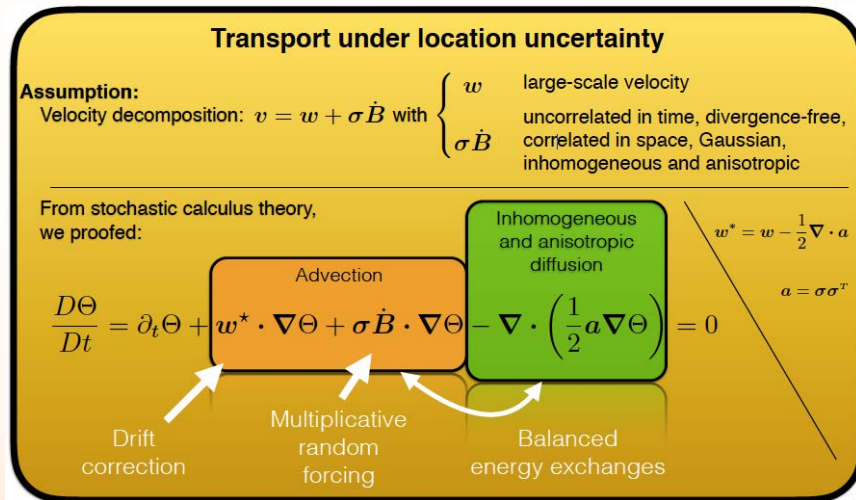 Transport under location uncertainty
Assumption:
Velocity decomposition: v = w + σḂ with { w large-scale velocity
σḂ uncorrelated in time, divergence-free,
correlated in space, Gaussian,
inhomogeneous and anisotropic
From stochastic calculus theory,
we proofed:
Advection
Inhomogeneous
and anisotropic
diffusion
w* = w − 1/2 ∇ · a
a = σσᵀ
DΘ/Dt = ∂ₜΘ + w* · ∇Θ + σḂ · ∇Θ − ∇ · (1/2 a∇Θ) = 0
Drift
correction
Multiplicative
random
forcing
Balanced
energy exchanges